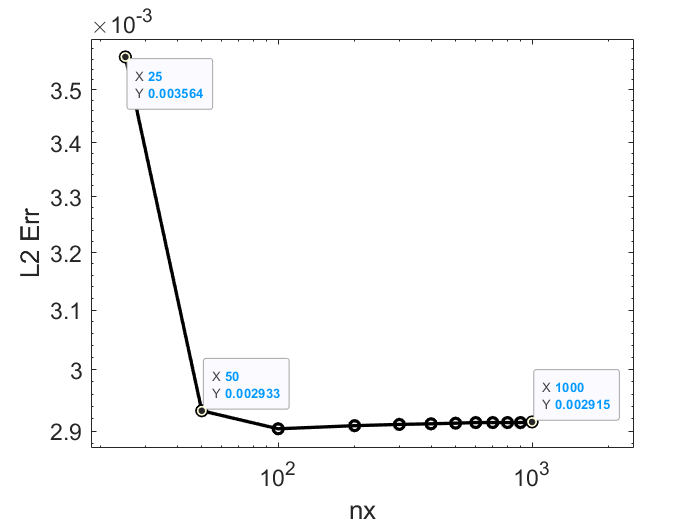 ×10-3
3.5
3.4
3.3
3.2
3.1
3
2.9
L2 Err
X 25
Y 0.003564
X 50
Y 0.002933
X 1000
Y 0.002915
10²
10³
nx